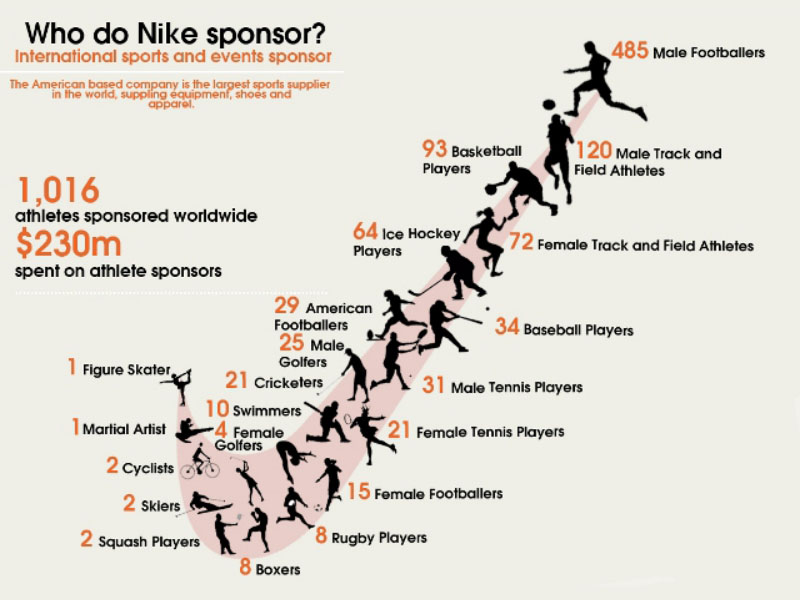 Who do Nike sponsor?
International sports and events sponsor
The American based company is the largest sports supplier
in the world, suppling equipment, shoes and
apparel.
1,016
athletes sponsored worldwide
$230m
spent on athlete sponsors
485 Male Footballers
120 Male Track and
Field Athletes
93 Basketball
Players
72 Female Track and Field Athletes
64 Ice Hockey
Players
34 Baseball Players
29 American
Footballers
31 Male Tennis Players
25 Male
Golfers
21 Cricketers
21 Female Tennis Players
10 Swimmers
15 Female Footballers
4 Female
Golfers
8 Rugby Players
8 Boxers
1 Figure Skater
1 Martial Artist
2 Cyclists
2 Skiers
2 Squash Players